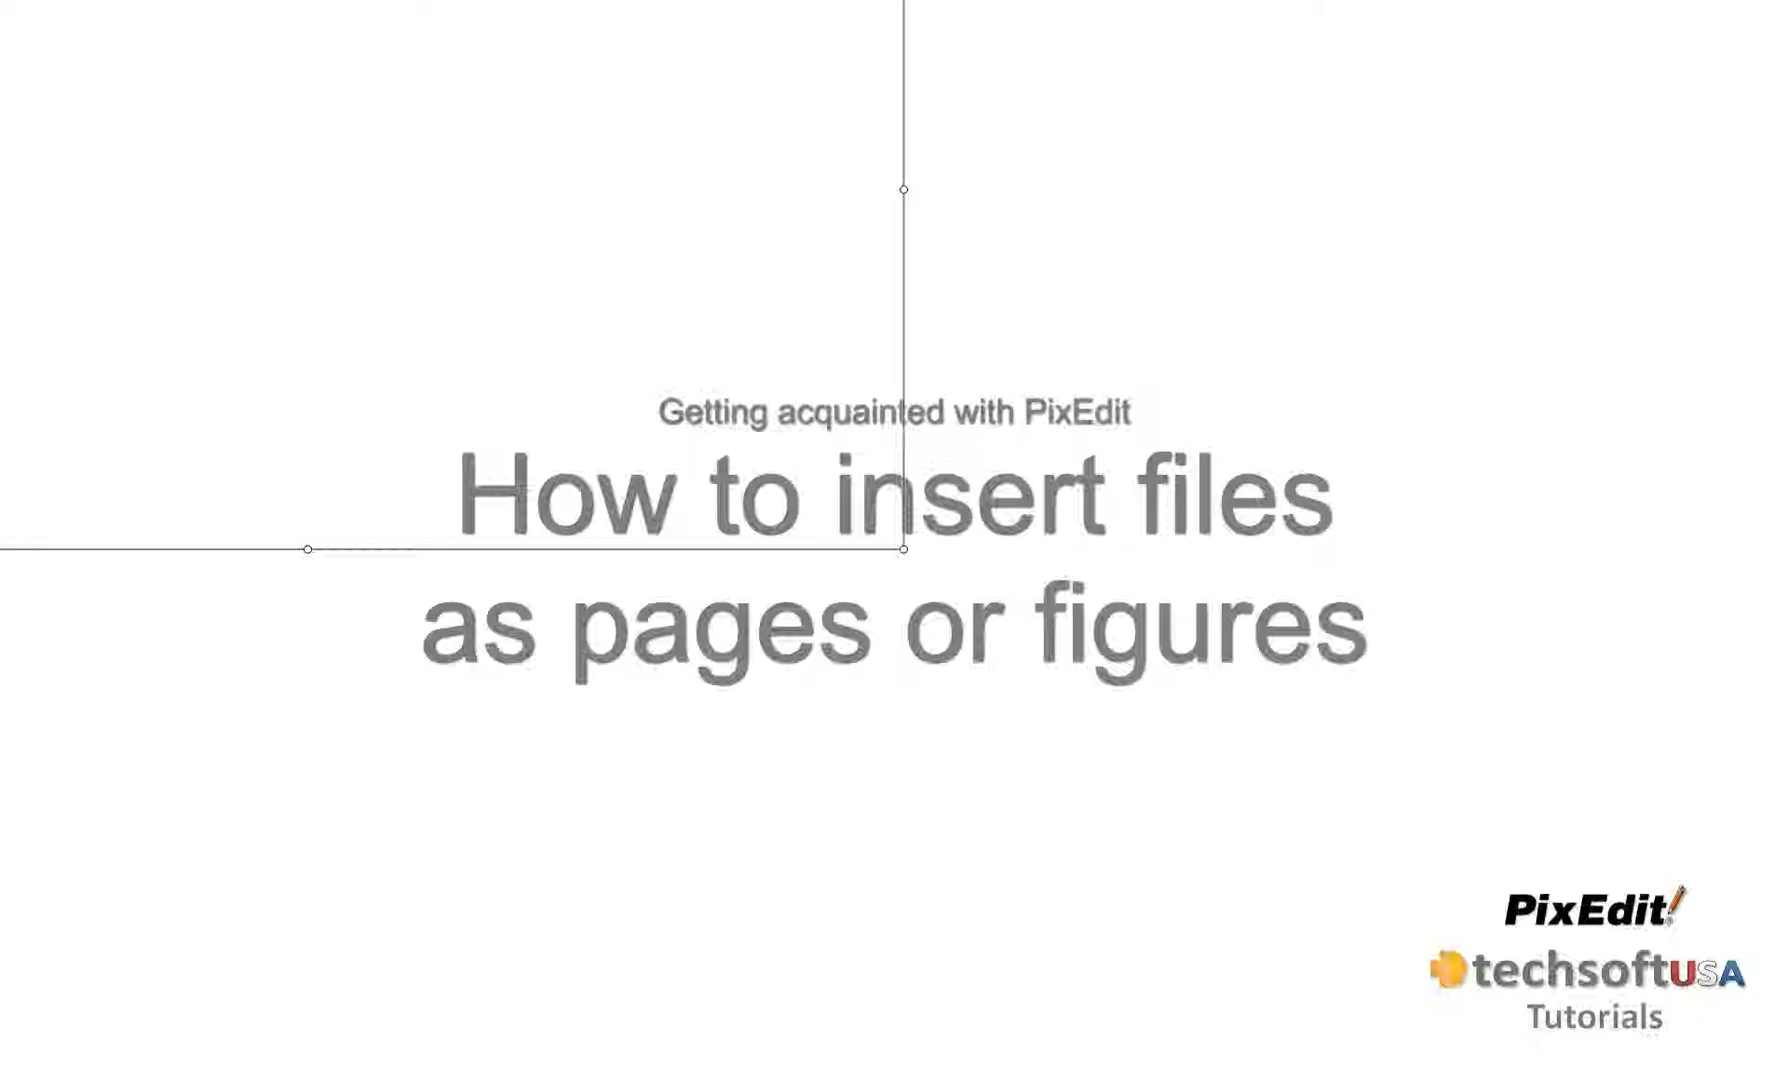 Getting acquainted with PixEdit
How to insert files
as pages or figures
PixEdit!
techsoftUSA
Tutorials